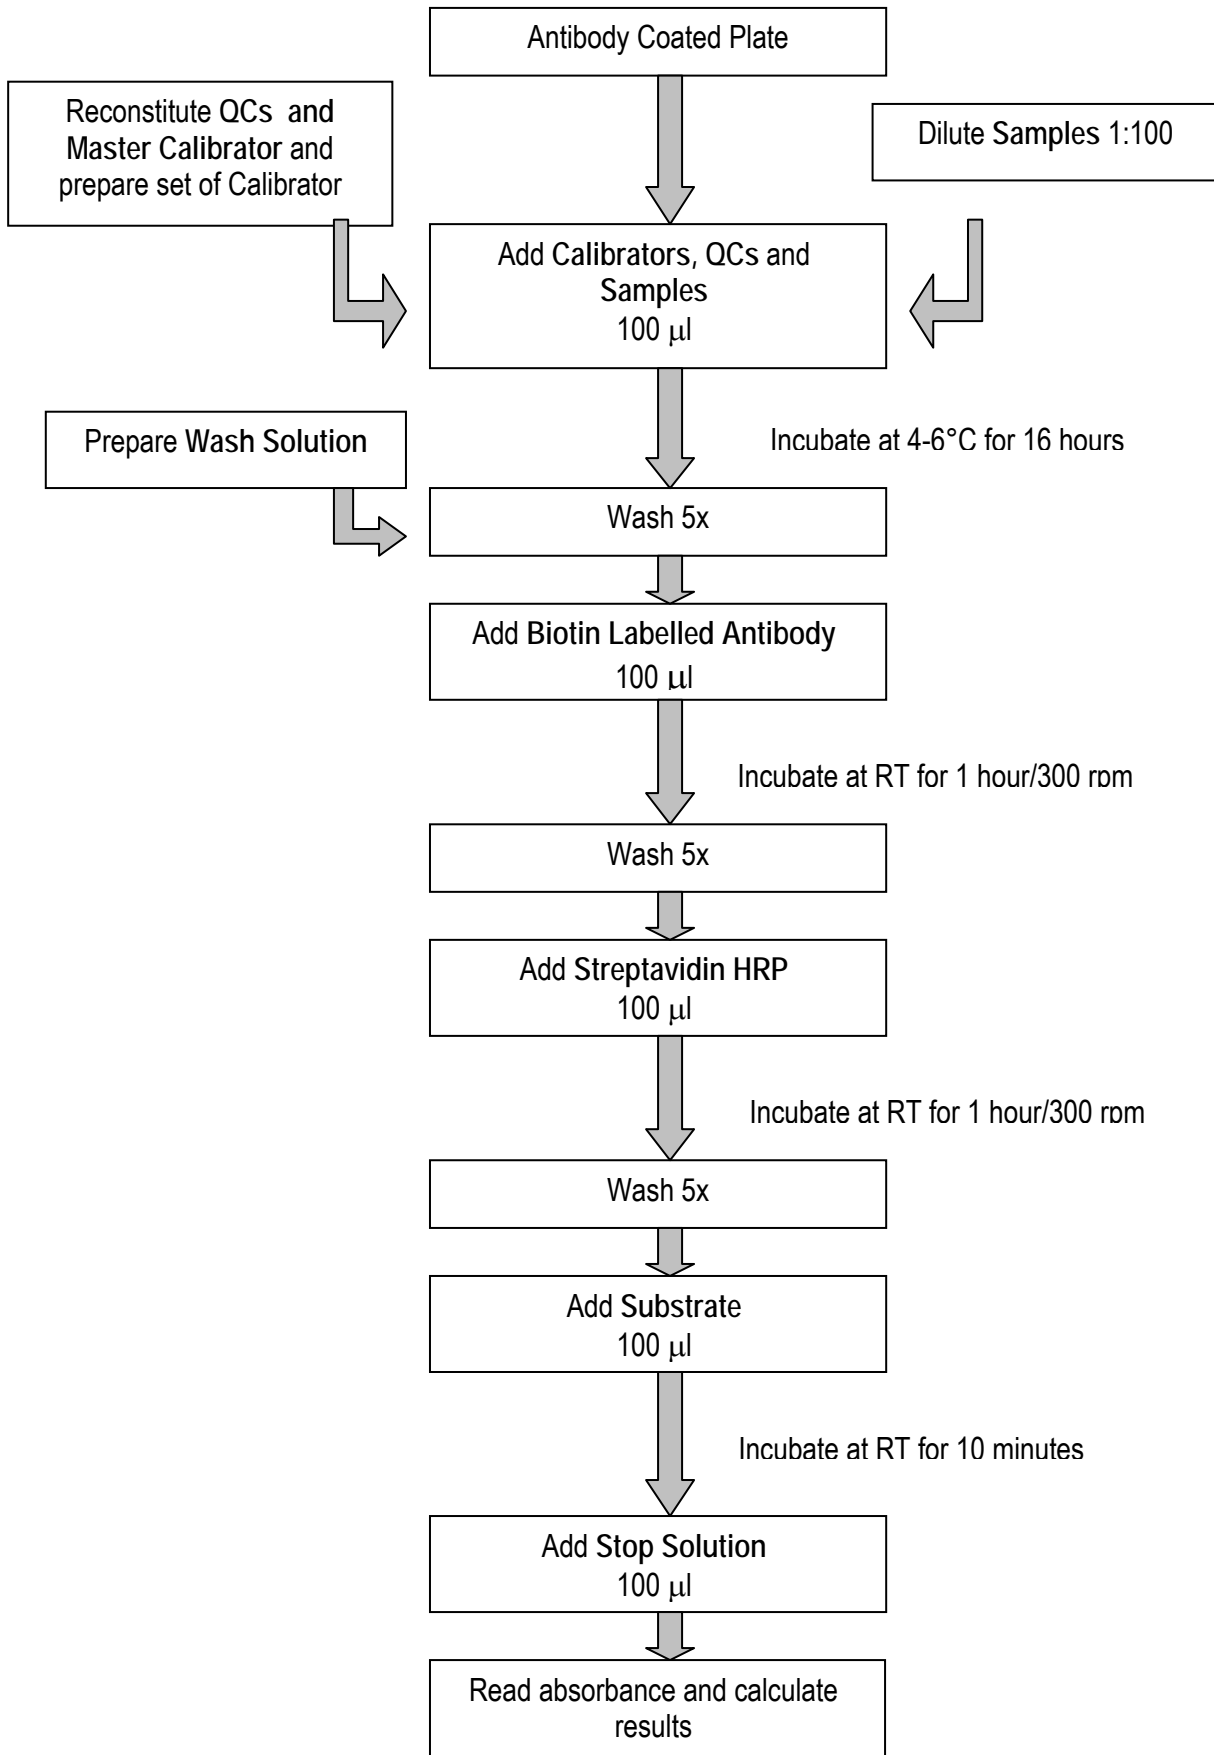 Antibody Coated Plate
Reconstitute QCs and
Master Calibrator and
prepare set of Calibrator
Dilute Samples 1:100
Add Calibrators, QCs and
Samples
100 µl
Incubate at 4-6°C for 16 hours
Prepare Wash Solution
Wash 5x
Add Biotin Labelled Antibody
100 µl
Incubate at RT for 1 hour/300 rpm
Wash 5x
Add Streptavidin HRP
100 µl
Incubate at RT for 1 hour/300 rpm
Wash 5x
Add Substrate
100 µl
Incubate at RT for 10 minutes
Add Stop Solution
100 µl
Read absorbance and calculate
results